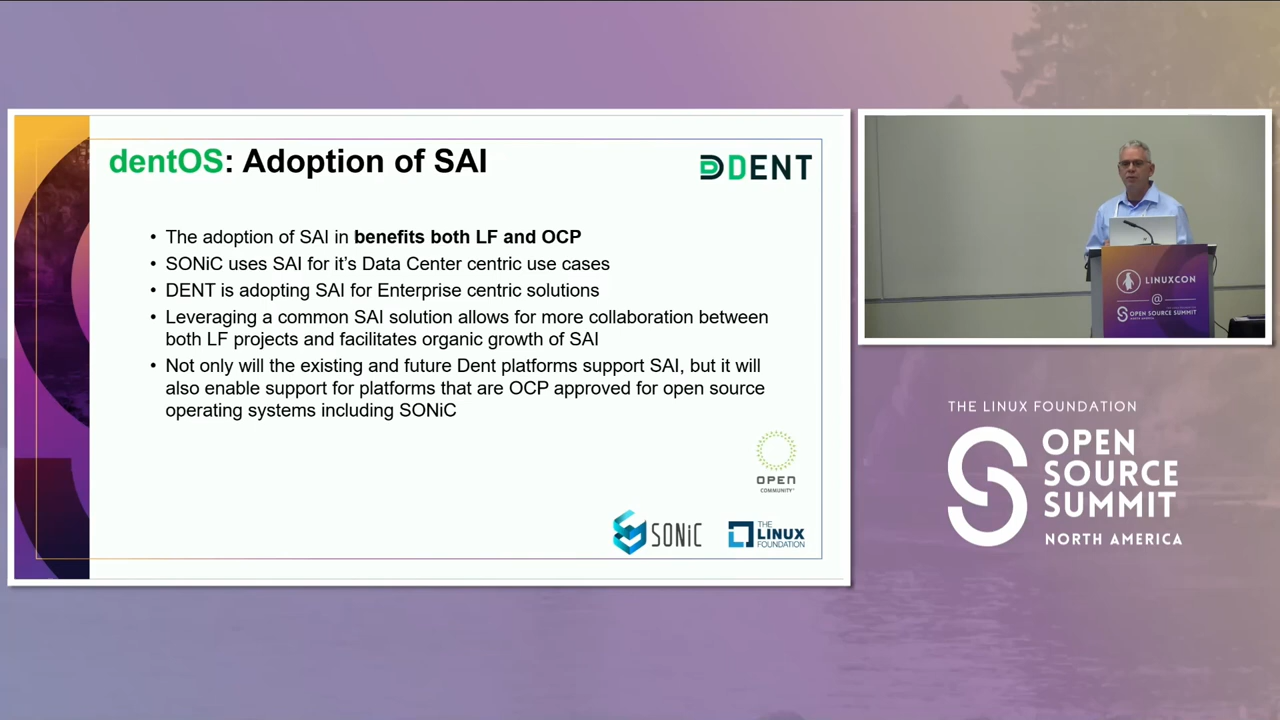 dentOS: Adoption of SAI
DENT
• The adoption of SAI in benefits both LF and OCP
• SONiC uses SAI for it's Data Center centric use cases
• DENT is adopting SAI for Enterprise centric solutions
• Leveraging a common SAI solution allows for more collaboration between
both LF projects and facilitates organic growth of SAI
• Not only will the existing and future Dent platforms support SAI, but it will
also enable support for platforms that are OCP approved for open source
operating systems including SONiC
OPEN
COMMUNITY™
SONiC
THE
LINUX
FOUNDATION
LINUXCON
@
OPEN SOURCE SUMMIT
THE LINUX FOUNDATION
OPEN
SOURCE
SUMMIT
NORTH AMERICA